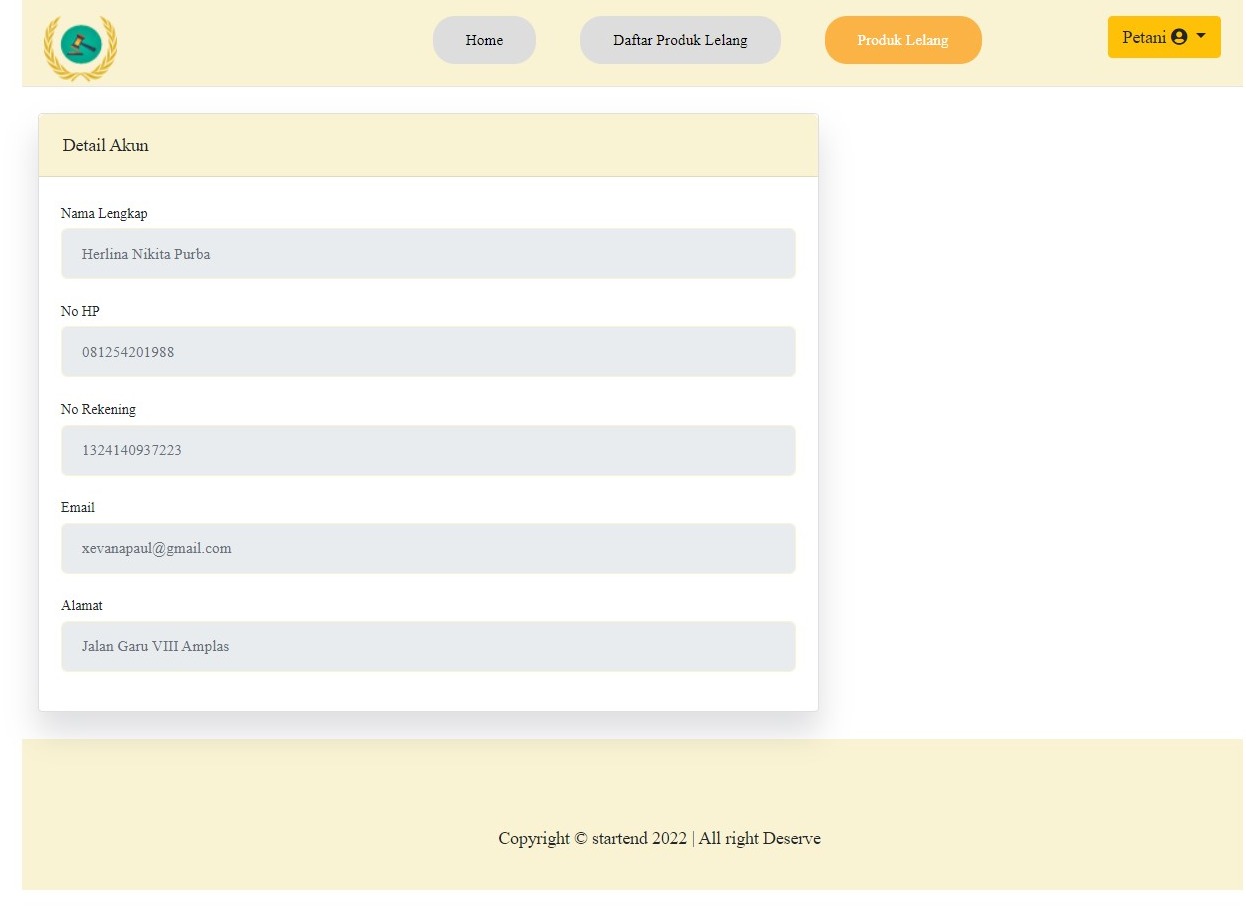 Home
Daftar Produk Lelang
Produk Lelang
Petani
Detail Akun
Nama Lengkap
Herlina Nikita Purba
No HP
081254201988
No Rekening
1324140937223
Email
xevanapaul@gmail.com
Alamat
Jalan Garu VIII Amplas
Copyright © startend 2022 | All right Deserve